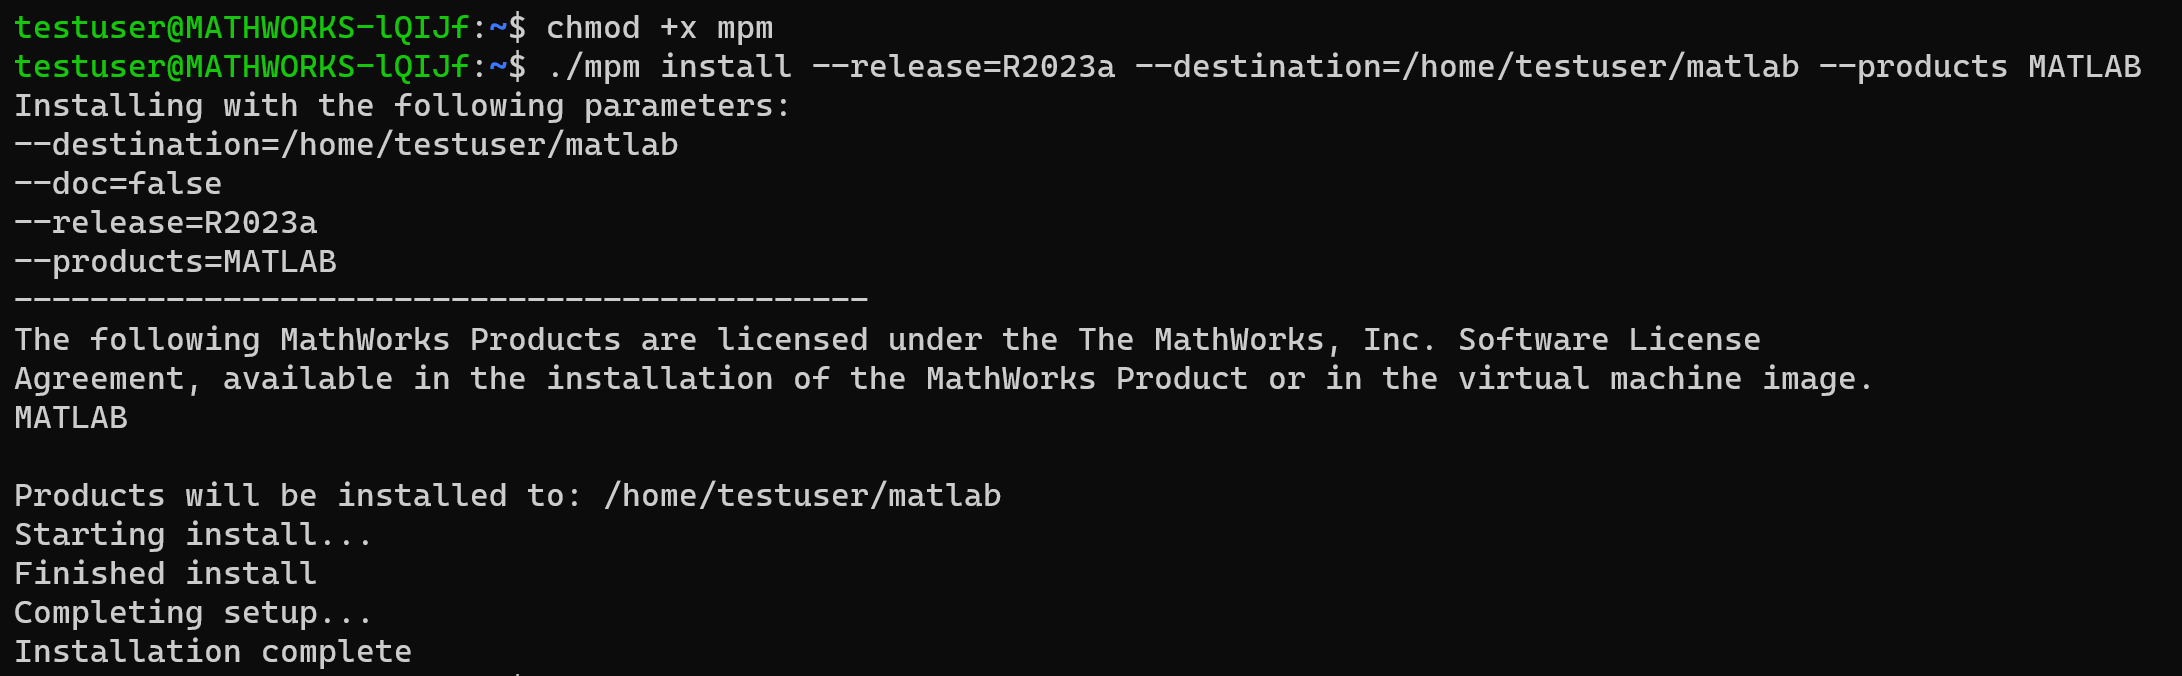 testuser@MATHWORKS-lQIJf:~$ chmod +x mpm
testuser@MATHWORKS-lQIJf:~$ ./mpm install --release=R2023a --destination=/home/testuser/matlab --products MATLAB
Installing with the following parameters:
--destination=/home/testuser/matlab
--doc=false
--release=R2023a
--products=MATLAB
---------------------------------------------
The following MathWorks Products are licensed under the The MathWorks, Inc. Software License
Agreement, available in the installation of the MathWorks Product or in the virtual machine image.
MATLAB
Products will be installed to: /home/testuser/matlab
Starting install...
Finished install
Completing setup...
Installation complete